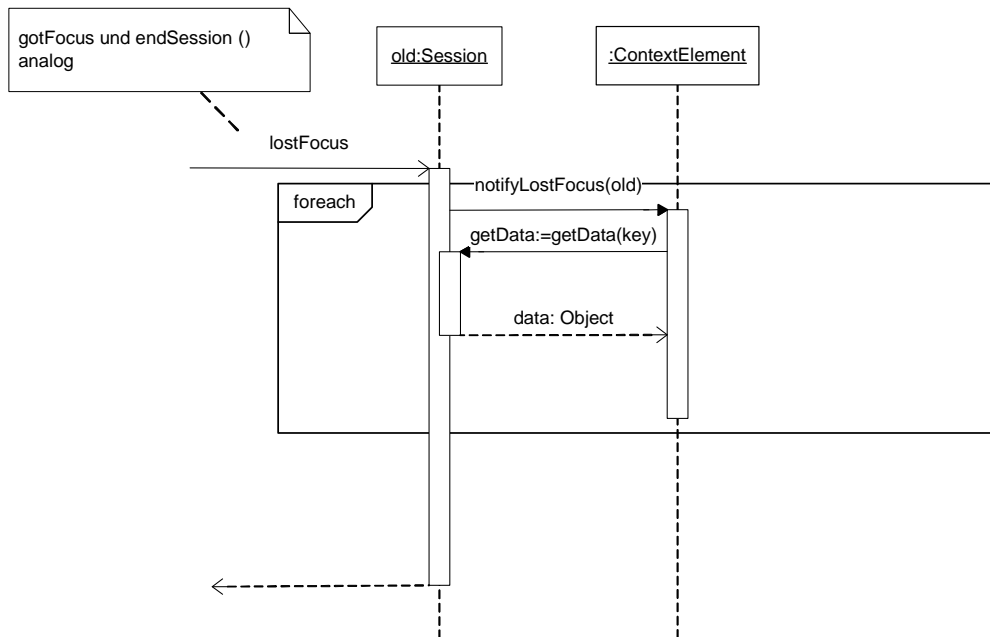 gotFocus und endSession ()
analog
old:Session
:ContextElement
lostFocus
notifyLostFocus(old)
foreach
getData:=getData(key)
data: Object